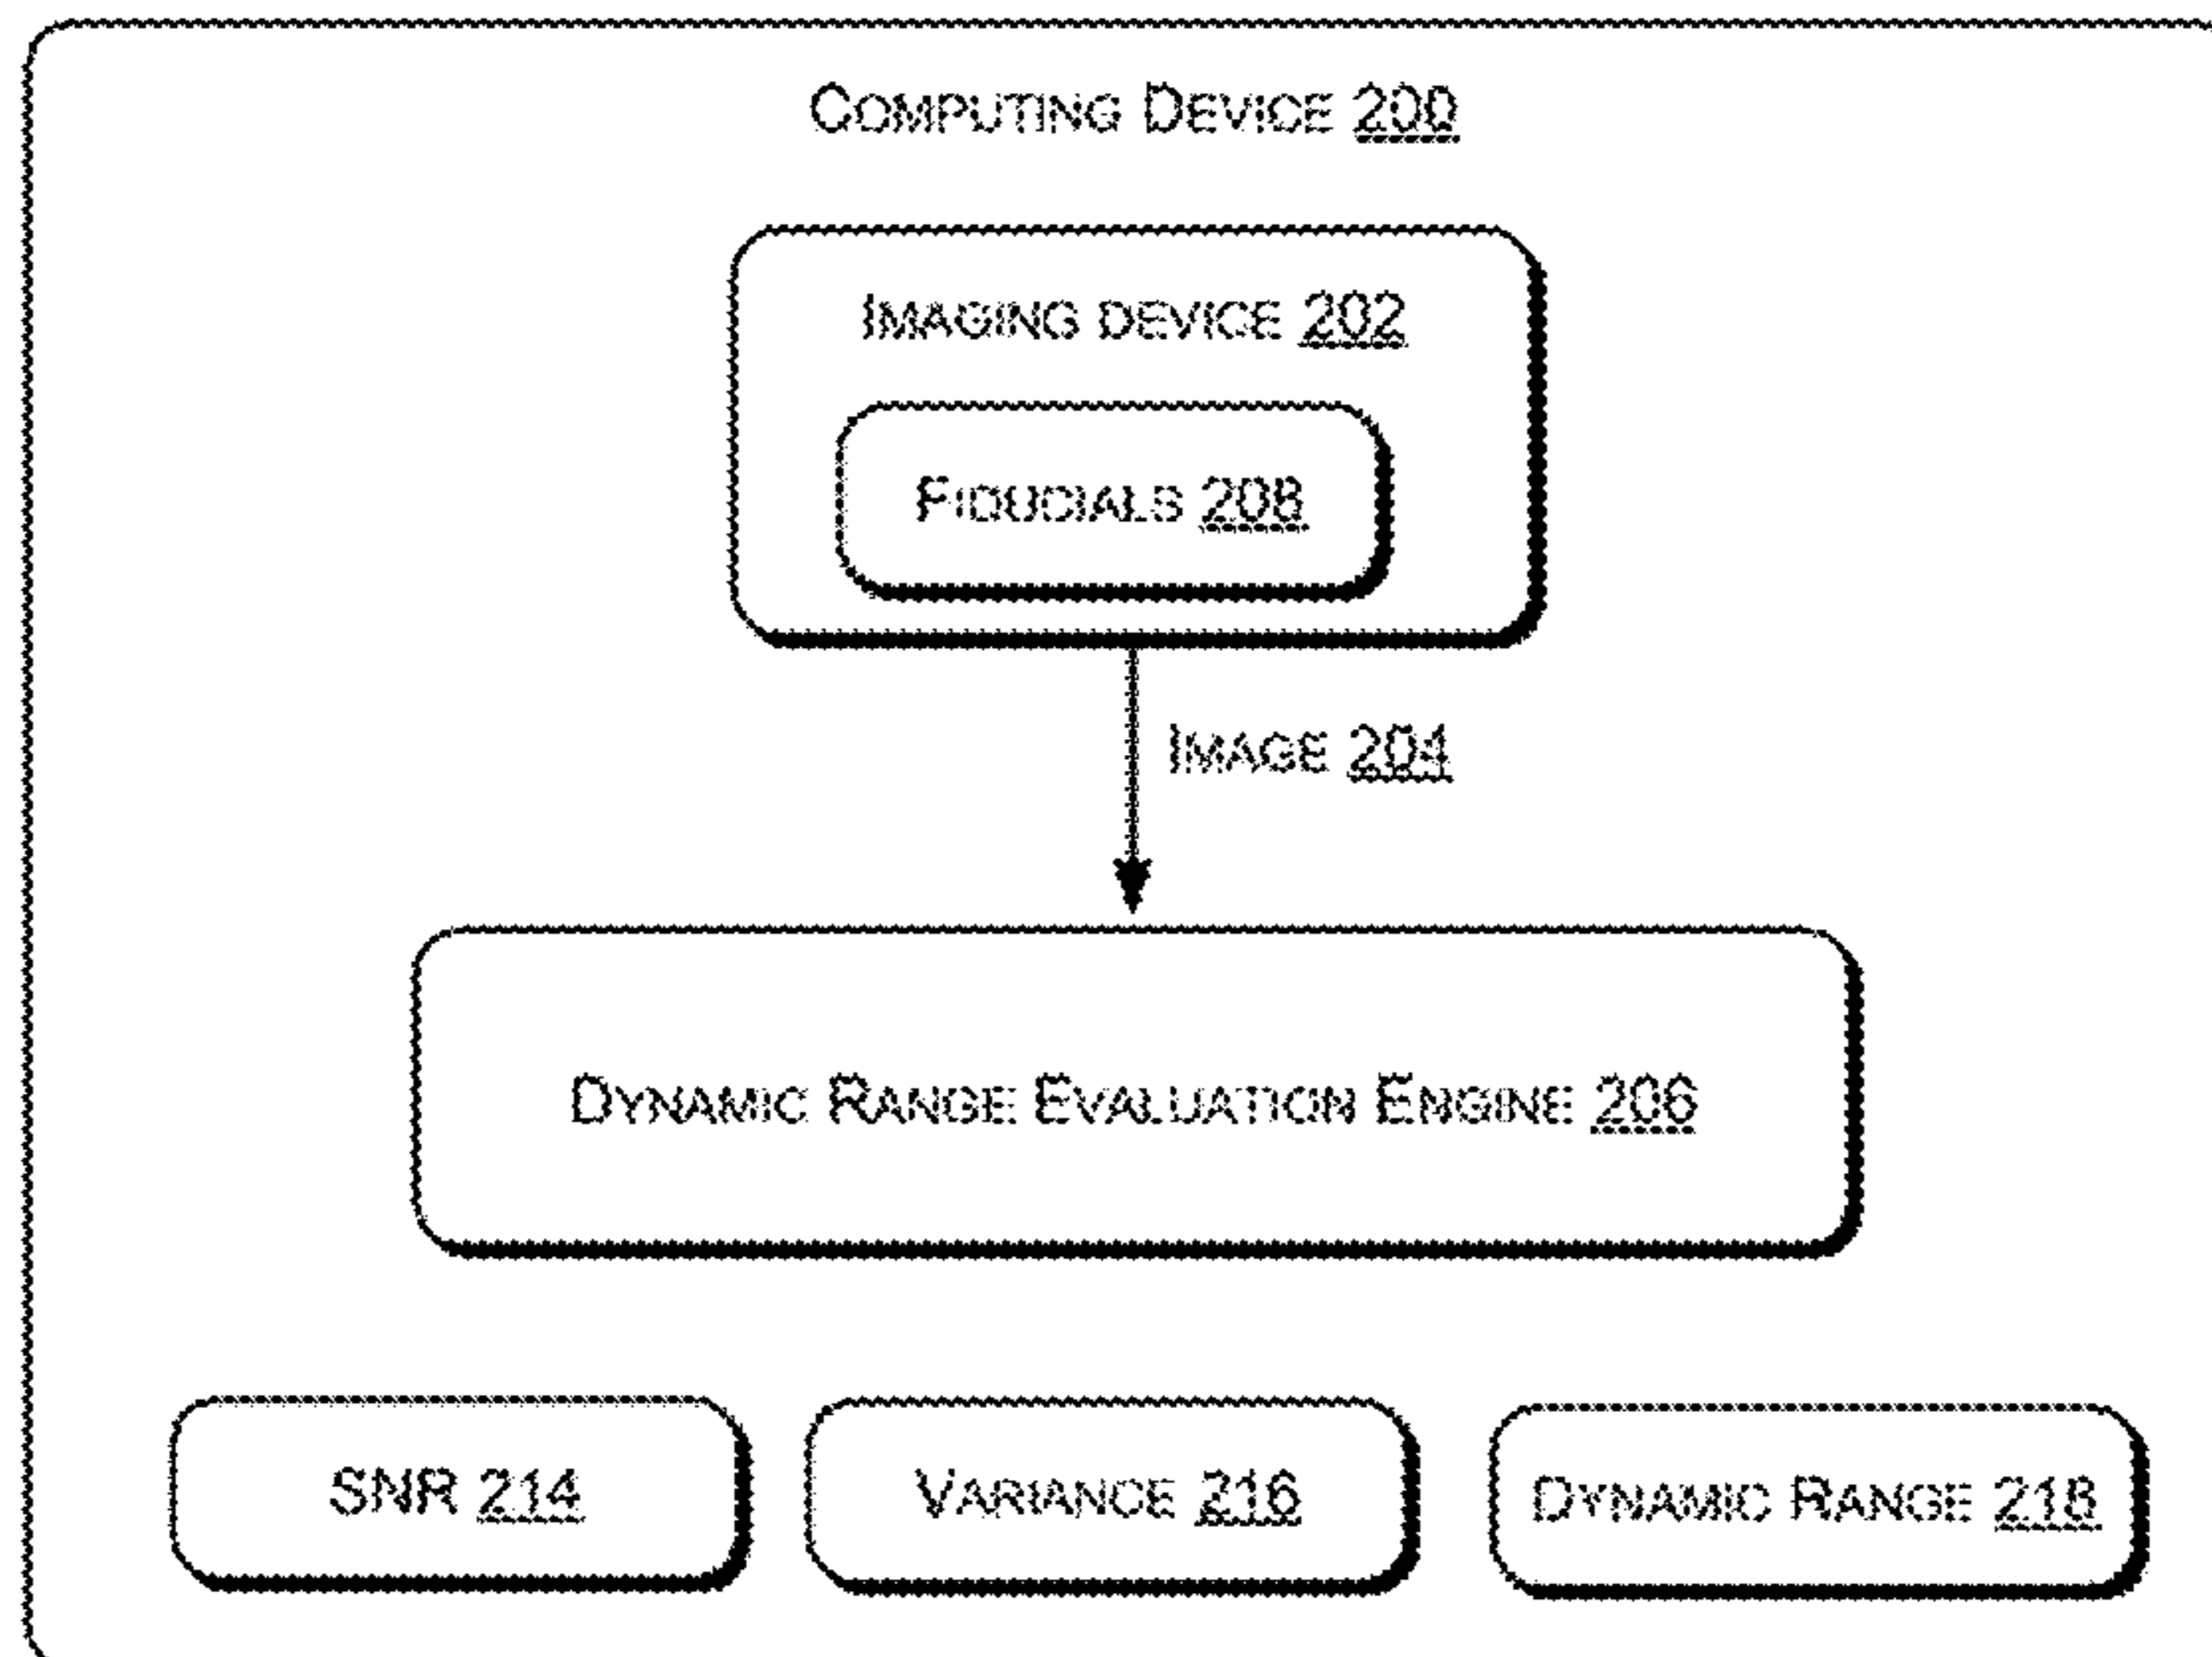 Computing Device 200
Imaging device 202
Fiducials 208
Image 204
Dynamic Range Evaluation Engine 206
SNR 214
Variance 216
Dynamic Range 218